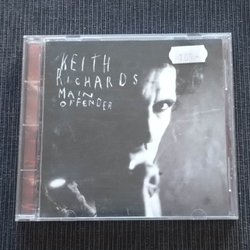 KEITH
RICHARDS
MAIN
OFFENDER